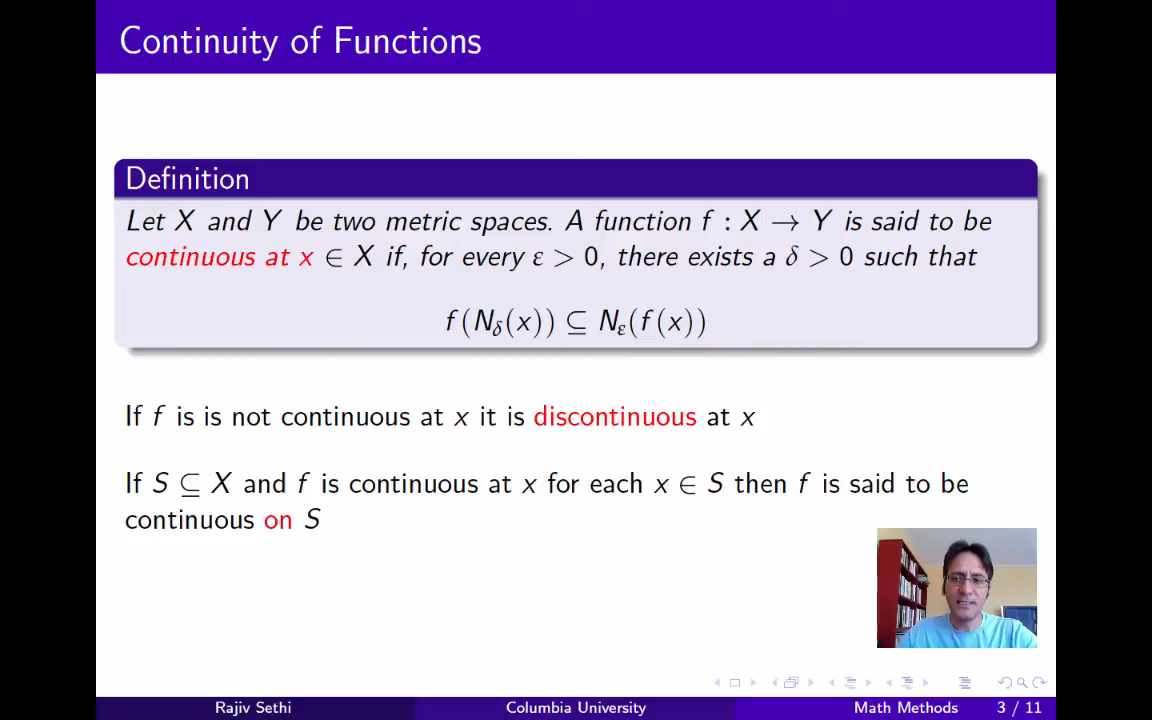 Continuity of Functions
Definition
Let X and Y be two metric spaces. A function f : X → Y is said to be
continuous at x ∈ X if, for every ε > 0, there exists a δ > 0 such that
f(N_δ(x)) ⊆ N_ε(f(x))
If f is is not continuous at x it is discontinuous at x
If S ⊆ X and f is continuous at x for each x ∈ S then f is said to be
continuous on S
Rajiv Sethi Columbia University Math Methods 3 / 11